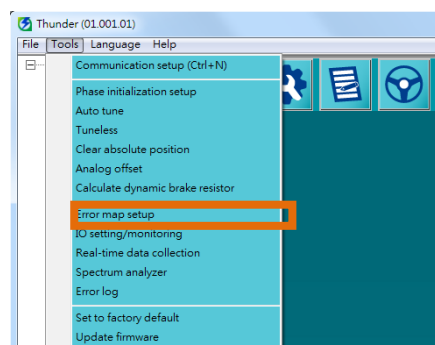 Thunder (01.001.01)
File Tools Language Help
Communication setup (Ctrl+N)
Phase initialization setup
Auto tune
Tuneless
Clear absolute position
Analog offset
Calculate dynamic brake resistor
Error map setup
IO setting/monitoring
Real-time data collection
Spectrum analyzer
Error log
Set to factory default
Update firmware